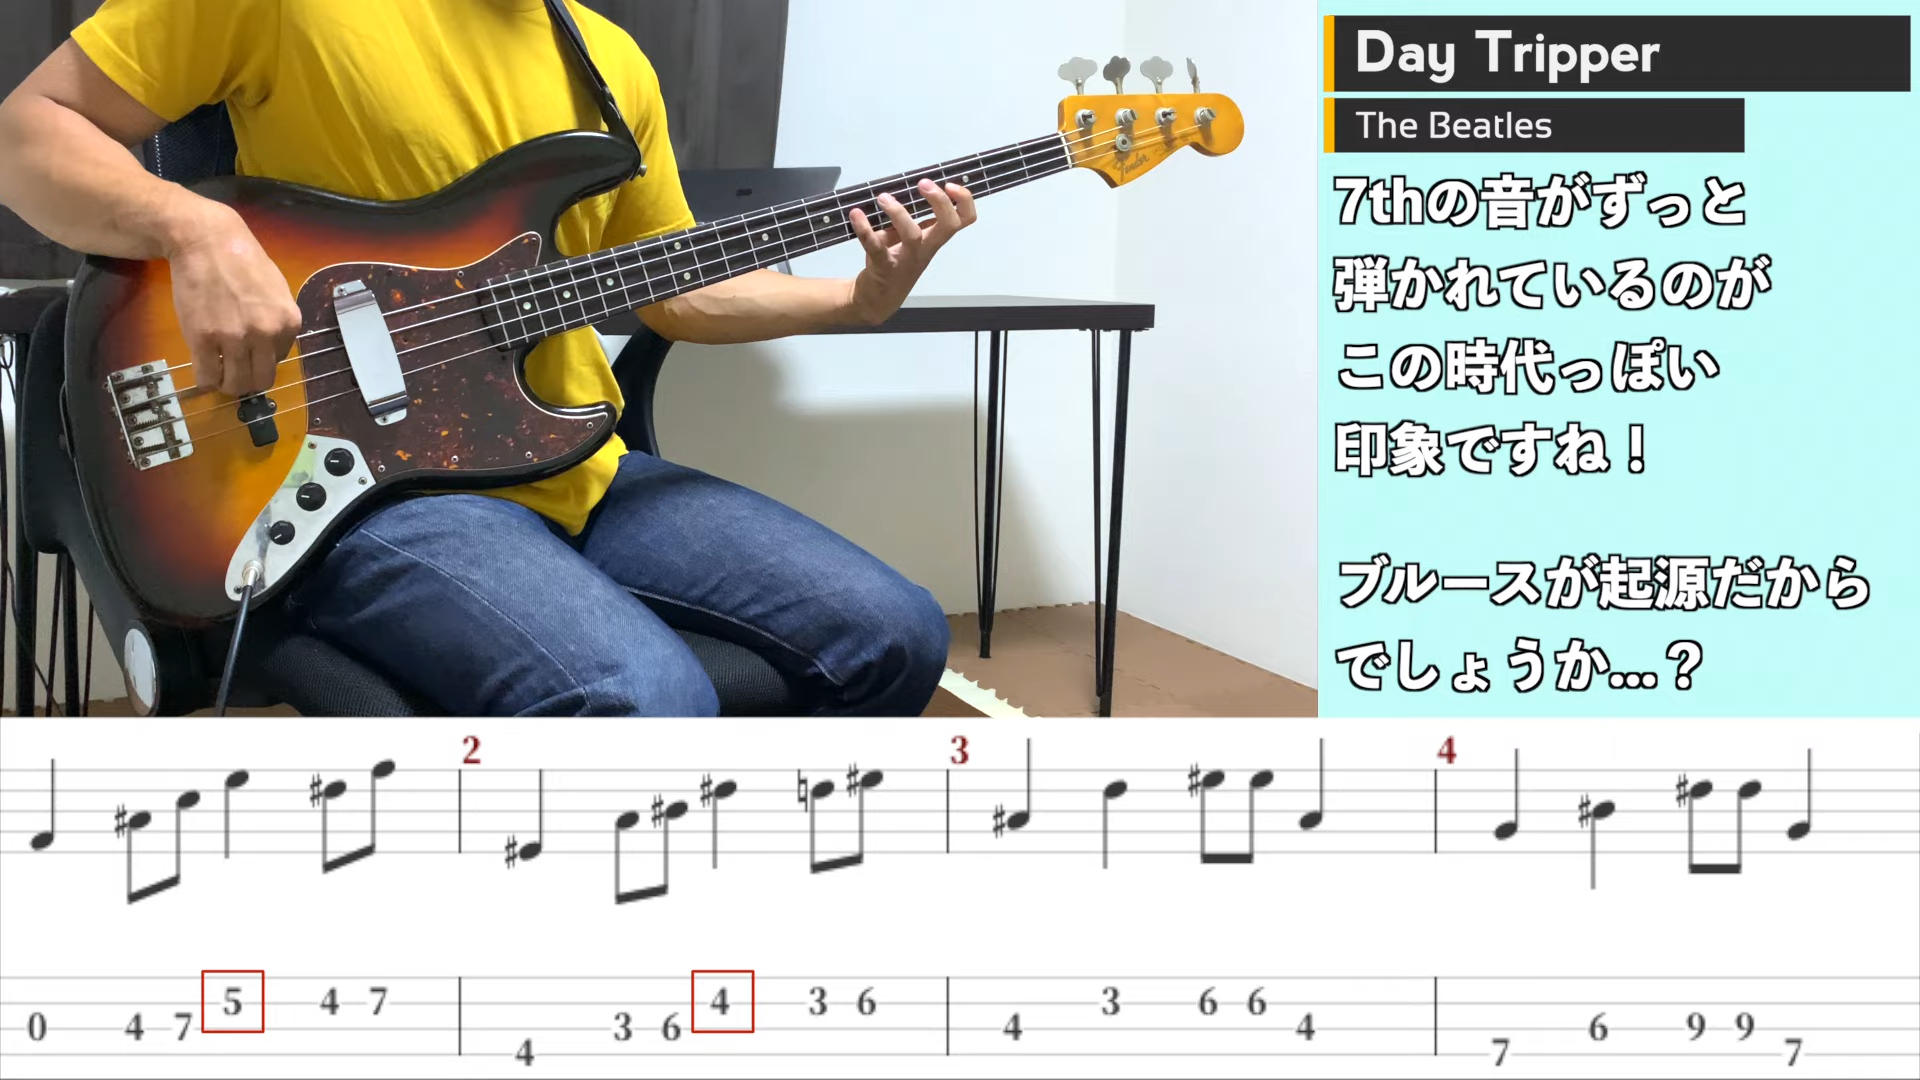 Day Tripper
The Beatles
7thの音がずっと
弾かれているのが
この時代っぽい
印象ですね！
ブルースが起源だから
でしょうか…？
Fender
2 3 4
5 4 7 4 3 6 3 6 6
0 4 7 3 6 4 4 6 9 9
4 7 7